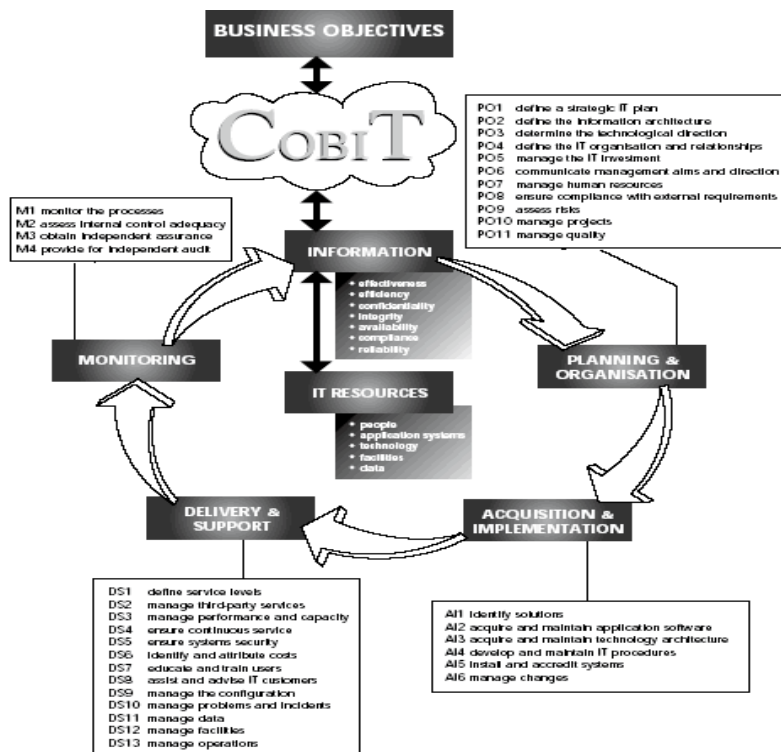 BUSINESS OBJECTIVES
COBIT
PO1 define a strategic IT plan
PO2 define the information architecture
PO3 determine the technological direction
PO4 define the IT organisation and relationships
PO5 manage the IT investment
PO6 communicate management aims and direction
PO7 manage human resources
PO8 ensure compliance with external requirements
PO9 assess risks
PO10 manage projects
PO11 manage quality
M1 monitor the processes
M2 assess internal control adequacy
M3 obtain independent assurance
M4 provide for independent audit
INFORMATION
• effectiveness
• efficiency
• confidentiality
• integrity
• availability
• compliance
• reliability
MONITORING
PLANNING &
ORGANISATION
IT RESOURCES
• people
• application systems
• technology
• facilities
• data
DELIVERY &
SUPPORT
ACQUISITION &
IMPLEMENTATION
DS1 define service levels
DS2 manage third-party services
DS3 manage performance and capacity
DS4 ensure continuous service
DS5 ensure systems security
DS6 identify and attribute costs
DS7 educate and train users
DS8 assist and advise IT customers
DS9 manage the configuration
DS10 manage problems and incidents
DS11 manage data
DS12 manage facilities
DS13 manage operations
AI1 identify solutions
AI2 acquire and maintain application software
AI3 acquire and maintain technology architecture
AI4 develop and maintain IT procedures
AI5 install and accredit systems
AI6 manage changes